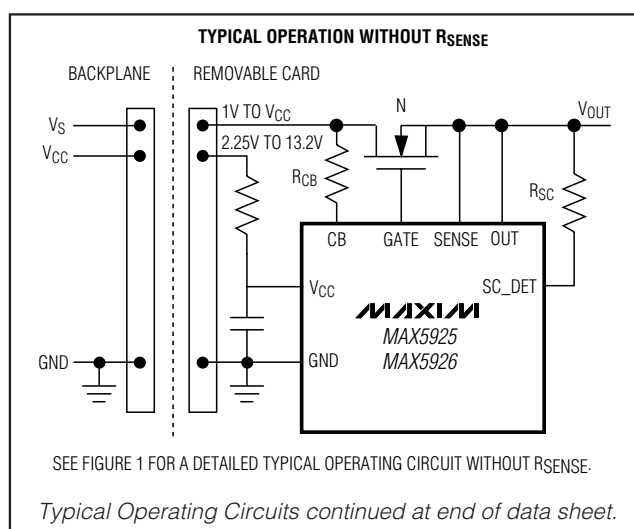 TYPICAL OPERATION WITHOUT RSENSE
BACKPLANE
REMOVABLE CARD
VS
VCC
GND
1V TO VCC
2.25V TO 13.2V
N
VOUT
RCB
RSC
CB
GATE
SENSE
OUT
VCC
SC_DET
MAXIM
MAX5925
MAX5926
GND
SEE FIGURE 1 FOR A DETAILED TYPICAL OPERATING CIRCUIT WITHOUT RSENSE.
Typical Operating Circuits continued at end of data sheet.